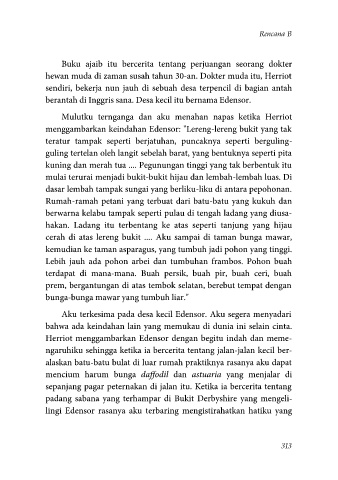 Rencana B
Buku ajaib itu bercerita tentang perjuangan seorang dokter
hewan muda di zaman susah tahun 30-an. Dokter muda itu, Herriot
sendiri, bekerja nun jauh di sebuah desa terpencil di bagian antah
berantah di Inggris sana. Desa kecil itu bernama Edensor.
Mulutku ternganga dan aku menahan napas ketika Herriot
menggambarkan keindahan Edensor: "Lereng-lereng bukit yang tak
teratur tampak seperti berjatuhan, puncaknya seperti berguling-
guling tertelan oleh langit sebelah barat, yang bentuknya seperti pita
kuning dan merah tua .... Pegunungan tinggi yang tak berbentuk itu
mulai terurai menjadi bukit-bukit hijau dan lembah-lembah luas. Di
dasar lembah tampak sungai yang berliku-liku di antara pepohonan.
Rumah-ramah petani yang terbuat dari batu-batu yang kukuh dan
berwarna kelabu tampak seperti pulau di tengah ladang yang diusa-
hakan. Ladang itu terbentang ke atas seperti tanjung yang hijau
cerah di atas lereng bukit .... Aku sampai di taman bunga mawar,
kemudian ke taman asparagus, yang tumbuh jadi pohon yang tinggi.
Lebih jauh ada pohon arbei dan tumbuhan frambos. Pohon buah
terdapat di mana-mana. Buah persik, buah pir, buah ceri, buah
prem, bergantungan di atas tembok selatan, berebut tempat dengan
bunga-bunga mawar yang tumbuh liar."
Aku terkesima pada desa kecil Edensor. Aku segera menyadari
bahwa ada keindahan lain yang memukau di dunia ini selain cinta.
Herriot menggambarkan Edensor dengan begitu indah dan meme-
ngaruhiku sehingga ketika ia bercerita tentang jalan-jalan kecil ber-
alaskan batu-batu bulat di luar rumah praktiknya rasanya aku dapat
mencium harum bunga daffodil dan astuaria yang menjalar di
sepanjang pagar peternakan di jalan itu. Ketika ia bercerita tentang
padang sabana yang terhampar di Bukit Derbyshire yang mengeli-
lingi Edensor rasanya aku terbaring mengistirahatkan hatiku yang
313